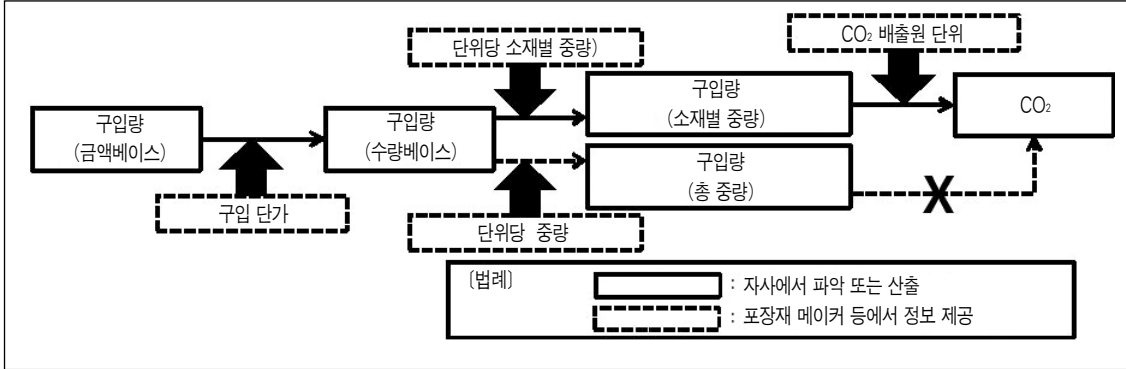 단위당 소재별 중량)
CO₂ 배출원 단위
구입량
(금액베이스)
구입량
(수량베이스)
구입량
(소재별 중량)
CO₂
구입량
(총 중량)
X
구입 단가
단위당 중량
〔범례〕
: 자사에서 파악 또는 산출
: 포장재 메이커 등에서 정보 제공